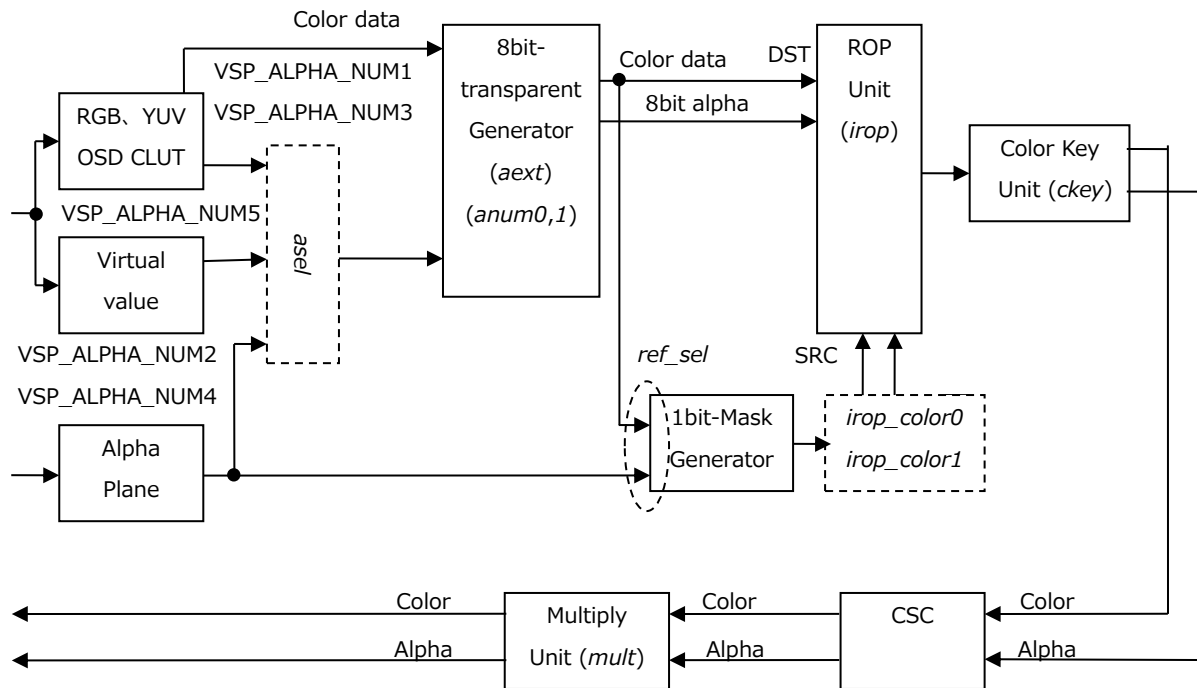 Color data
VSP_ALPHA_NUM1
VSP_ALPHA_NUM3
RGB、YUV
OSD CLUT
VSP_ALPHA_NUM5
Virtual
value
VSP_ALPHA_NUM2
VSP_ALPHA_NUM4
Alpha
Plane
asel
8bit-
transparent
Generator
(aext)
(anum0,1)
Color data
8bit alpha
DST
ROP
Unit
(irop)
SRC
Color Key
Unit (ckey)
ref_sel
1bit-Mask
Generator
irop_color0
irop_color1
Color
Alpha
CSC
Color
Alpha
Multiply
Unit (mult)
Color
Alpha